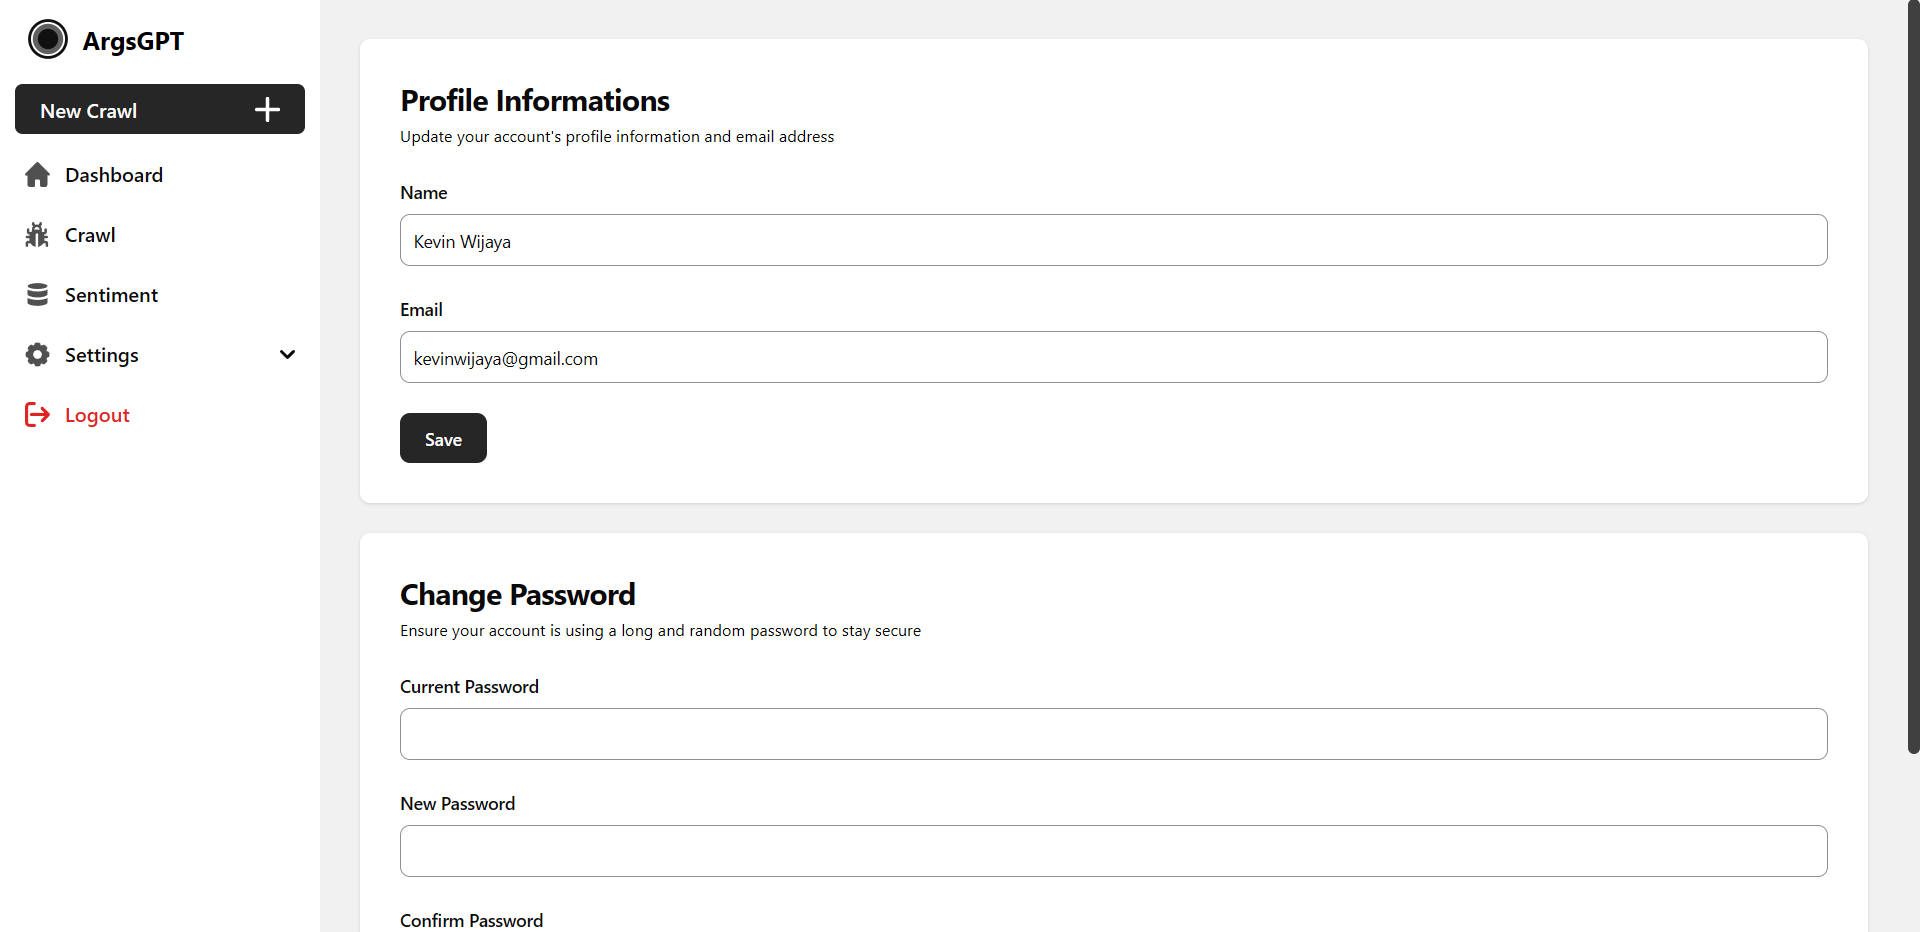 ArgsGPT
New Crawl
Dashboard
Crawl
Sentiment
Settings
Logout
Profile Informations
Update your account's profile information and email address
Name
Kevin Wijaya
Email
kevinwijaya@gmail.com
Save
Change Password
Ensure your account is using a long and random password to stay secure
Current Password
New Password
Confirm Password